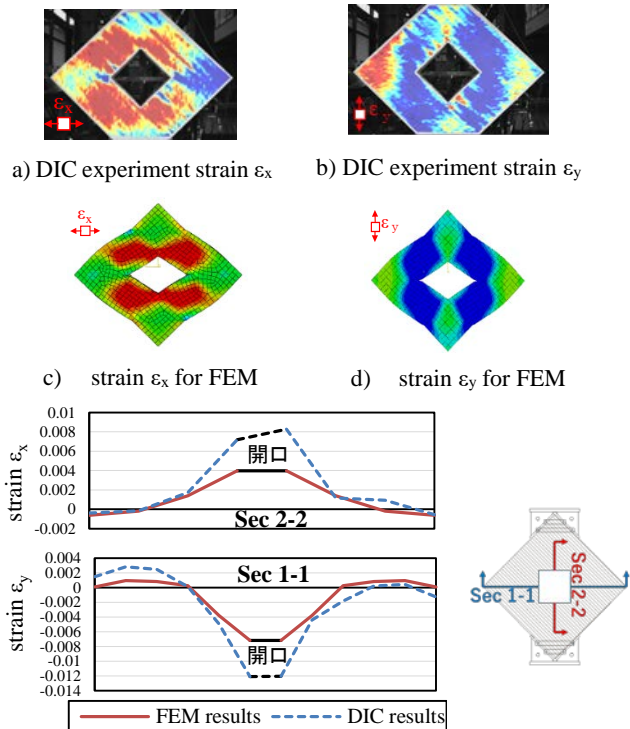 εx
ε y
a) DIC experiment strain εx
b) DIC experiment strain εy
εx
ε y
c) strain εx for FEM
d) strain εy for FEM
strain εx
0.01
0.008
0.006
0.004
0.002
0
-0.002
開口
Sec 2-2
strain εy
0.004
0.002
0
-0.002
-0.004
-0.006
-0.008
-0.01
-0.012
-0.014
Sec 1-1
開口
Sec 1-1
Sec 2-2
FEM results
DIC results